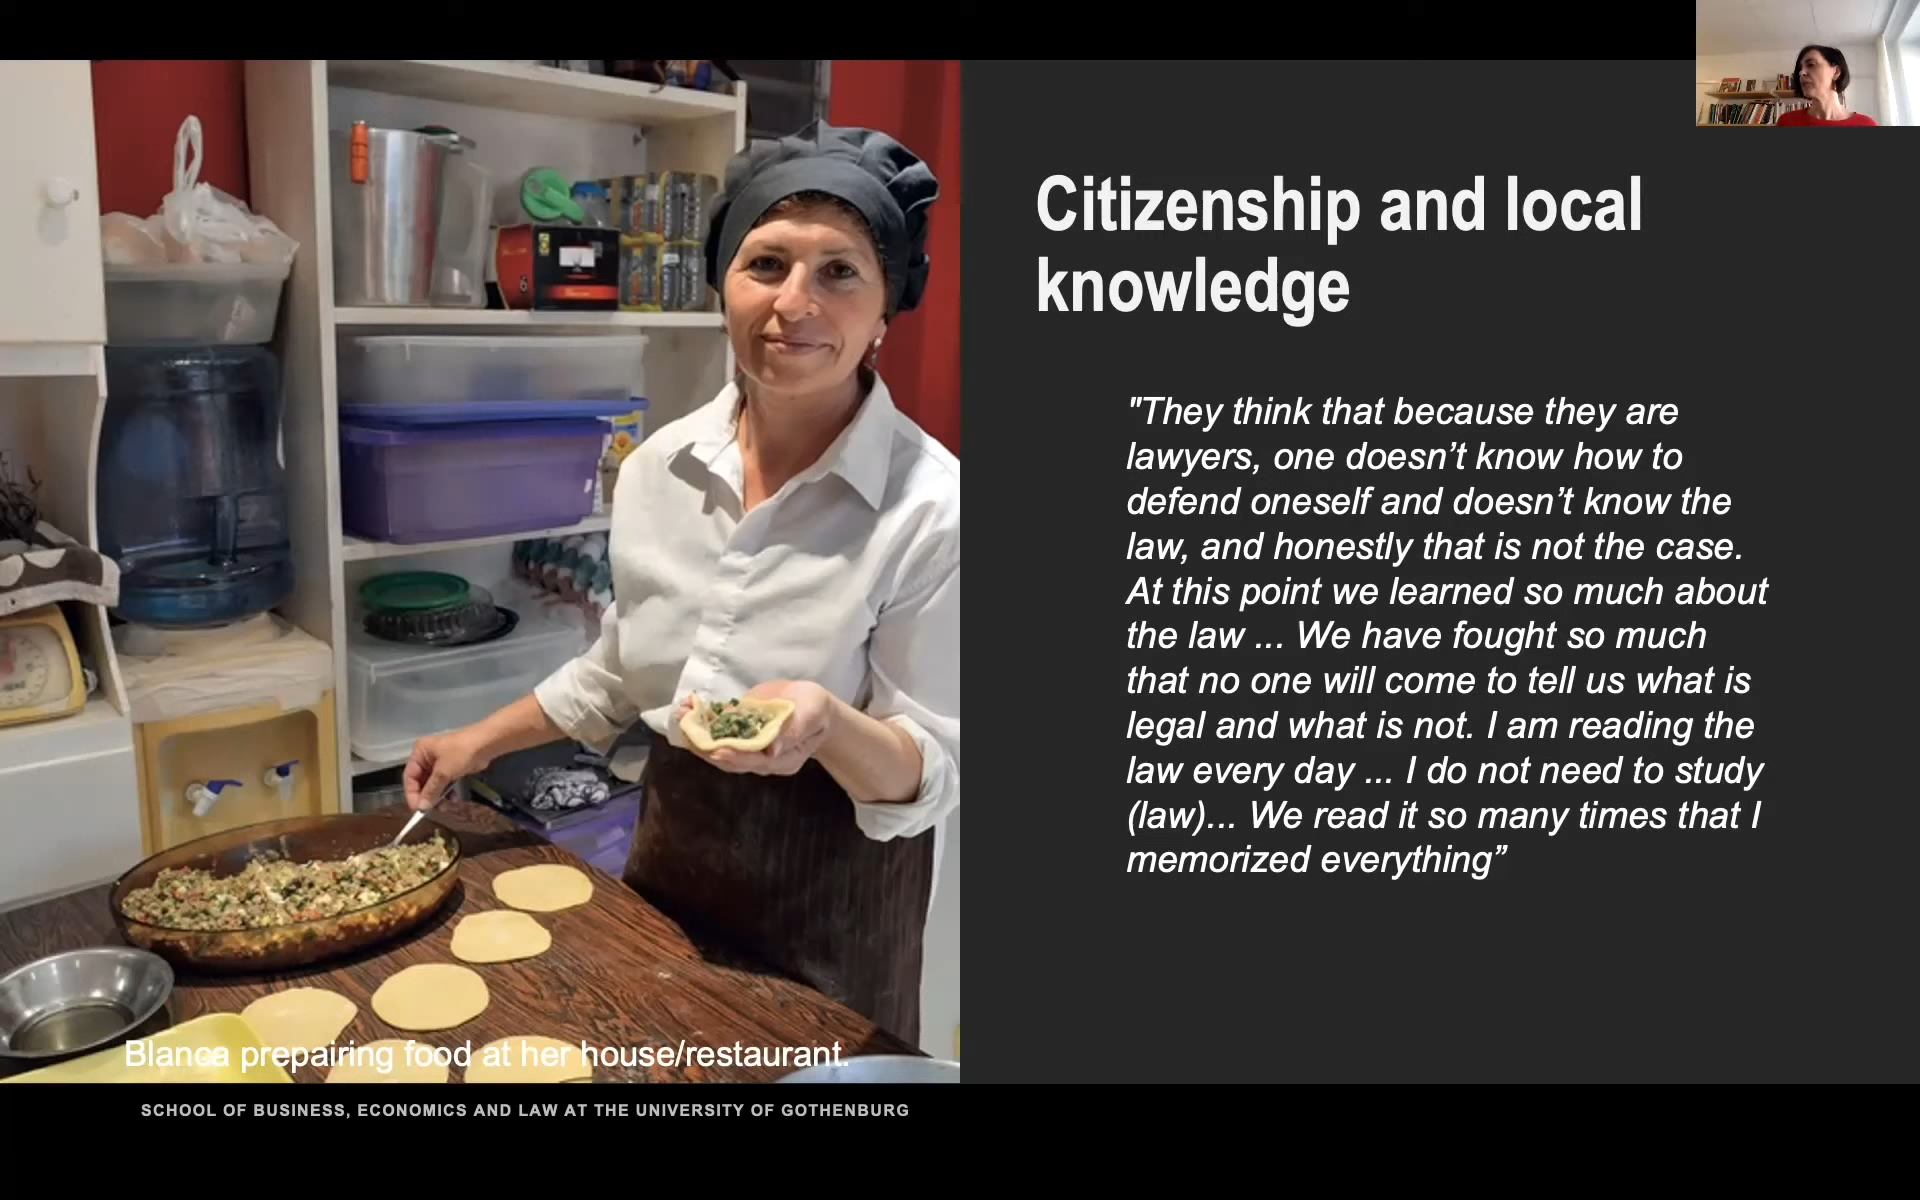 Citizenship and local
knowledge
"They think that because they are
lawyers, one doesn’t know how to
defend oneself and doesn’t know the
law, and honestly that is not the case.
At this point we learned so much about
the law ... We have fought so much
that no one will come to tell us what is
legal and what is not. I am reading the
law every day ... I do not need to study
(law)... We read it so many times that I
memorized everything”
Blanca prepairing food at her house/restaurant.
SCHOOL OF BUSINESS, ECONOMICS AND LAW AT THE UNIVERSITY OF GOTHENBURG